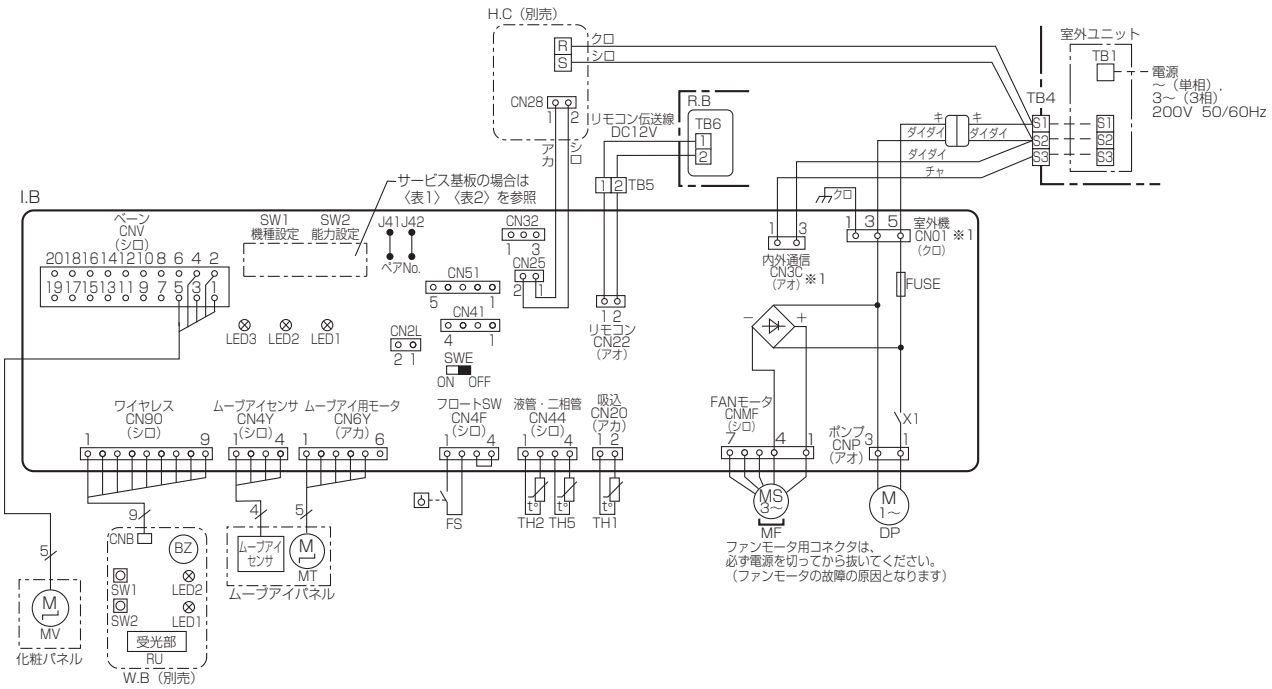 H.C（別売）
R
クロ
S
シロ
CN28
1 2
アカ
シロ
リモコン伝送線
DC12V
R.B
TB6
1
2
1 2
TB5
室外ユニット
TB1
電源
～（単相），
3～（3相）
200V 50/60Hz
TB4
キ キ
ダイダイ ダイダイ
ダイダイ
チャ
S1
S2
S3
S1
S2
S3
クロ
サービス基板の場合は
〈表1〉〈表2〉を参照
I.B
ベーン
CNV
（シロ）
20181614121086 4 2
1917151311 9 7 5 3 1
SW1
機種設定
SW2
能力設定
J41 J42
ペアNo.
CN32
1 3
CN25
2 1
CN51
5 1
CN41
4 1
CN2L
2 1
SWE
ON OFF
LED3 LED2 LED1
1 2
リモコン
CN22
（アオ）
1 3
内外通信
CN3C ※1
（アオ）
1 3 5
室外機
CN01 ※1
（クロ）
FUSE
－ ＋
X1
ワイヤレス
CN90
（シロ）
1 9
ムーブアイセンサ
CN4Y
（シロ）
1 4
ムーブアイ用モータ
CN6Y
（アカ）
1 6
フロートSW
CN4F
（シロ）
1 4
液管・二相管
CN44
（シロ）
1 4
吸込
CN20
（アカ）
1 2
FANモータ
CNMF
（シロ）
7 4 1
ポンプ
CNP
（アオ）
3 1
FS
t° t° t°
TH2 TH5 TH1
MS
3～
MF
M
1～
DP
ファンモータ用コネクタは、
必ず電源を切ってから抜いてください。
（ファンモータの故障の原因となります）
5
M
MV
化粧パネル
9
CNB
BZ
SW1
LED2
SW2
LED1
受光部
RU
W.B（別売）
4
ムーブアイ
センサ
5
M
MT
ムーブアイパネル